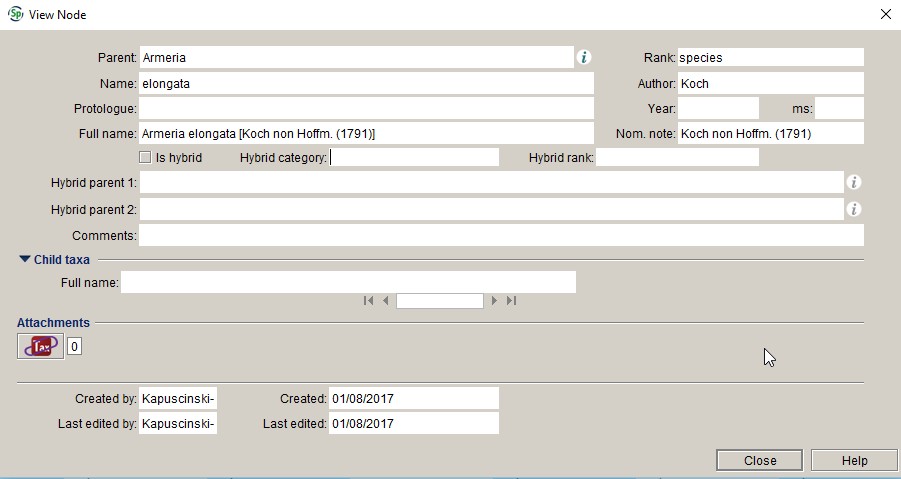 Sp View Node
Parent: Armeria i Rank: species
Name: elongata Author: Koch
Protologue: Year: ms:
Full name: Armeria elongata [Koch non Hoffm. (1791)] Nom. note: Koch non Hoffm. (1791)
Is hybrid Hybrid category: Hybrid rank:
Hybrid parent 1: i
Hybrid parent 2: i
Comments:
Child taxa
Full name:
Attachments
Tax 0
Created by: Kapuscinski- Created: 01/08/2017
Last edited by: Kapuscinski- Last edited: 01/08/2017
Close Help